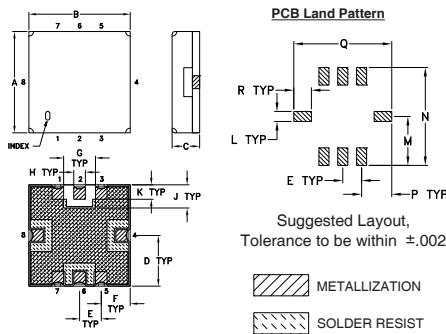 PCB Land Pattern
B
7 6 5
A
8
4
INDEX
1 2 3
C
G
TYP
H TYP
1 2 3
K TYP
J TYP
8
4
D TYP
7 6 5
E
TYP
F
Q
R TYP
L TYP
N
M
E TYP
P TYP
Suggested Layout,
Tolerance to be within ±.002
METALLIZATION
SOLDER RESIST